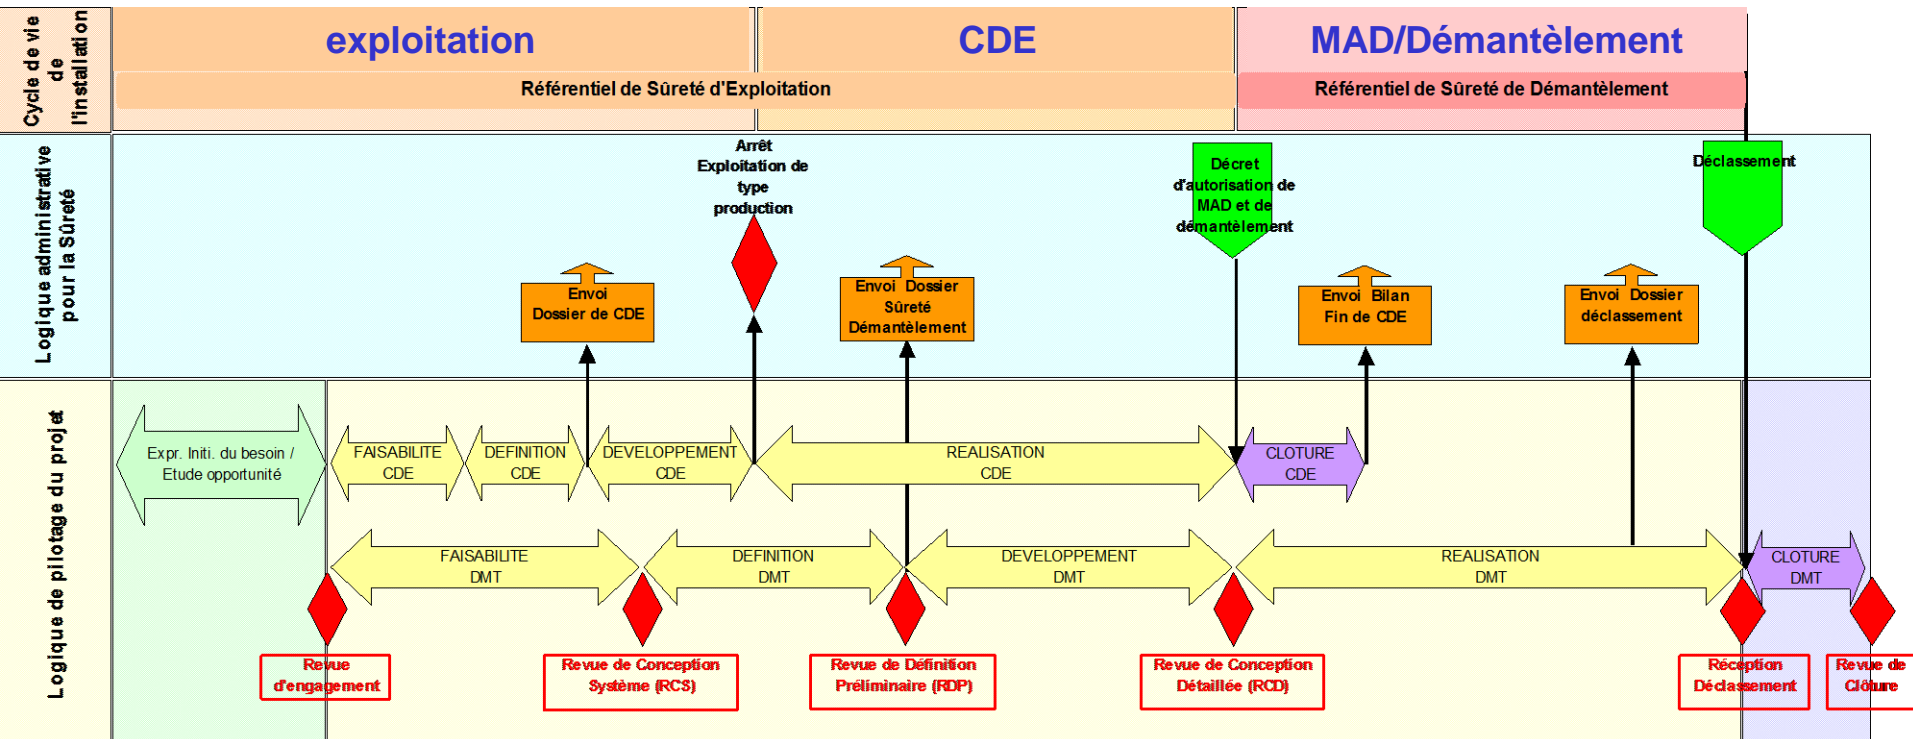 Cycle de vie
de
l'installation
exploitation
CDE
MAD/Démantèlement
Référentiel de Sûreté d'Exploitation
Référentiel de Sûreté de Démantèlement
Logique administrative
pour la Sûreté
Arrêt
Exploitation de
type
production
Décret
d'autorisation de
MAD et de
démantèlement
Déclassement
Envoi
Dossier de CDE
Envoi Dossier
Sûreté
Démantèlement
Envoi Bilan
Fin de CDE
Envoi Dossier
déclassement
Logique de pilotage du projet
Expr. Initi. du besoin /
Etude opportunité
FAISABILITE
CDE
DEFINITION
CDE
DEVELOPPEMENT
CDE
REALISATION
CDE
CLOTURE
CDE
FAISABILITE
DMT
DEFINITION
DMT
DEVELOPPEMENT
DMT
REALISATION
DMT
CLOTURE
DMT
Revue
d'engagement
Revue de Conception
Système (RCS)
Revue de Définition
Préliminaire (RDP)
Revue de Conception
Détaillée (RCD)
Réception
Déclassement
Revue de
Clôture